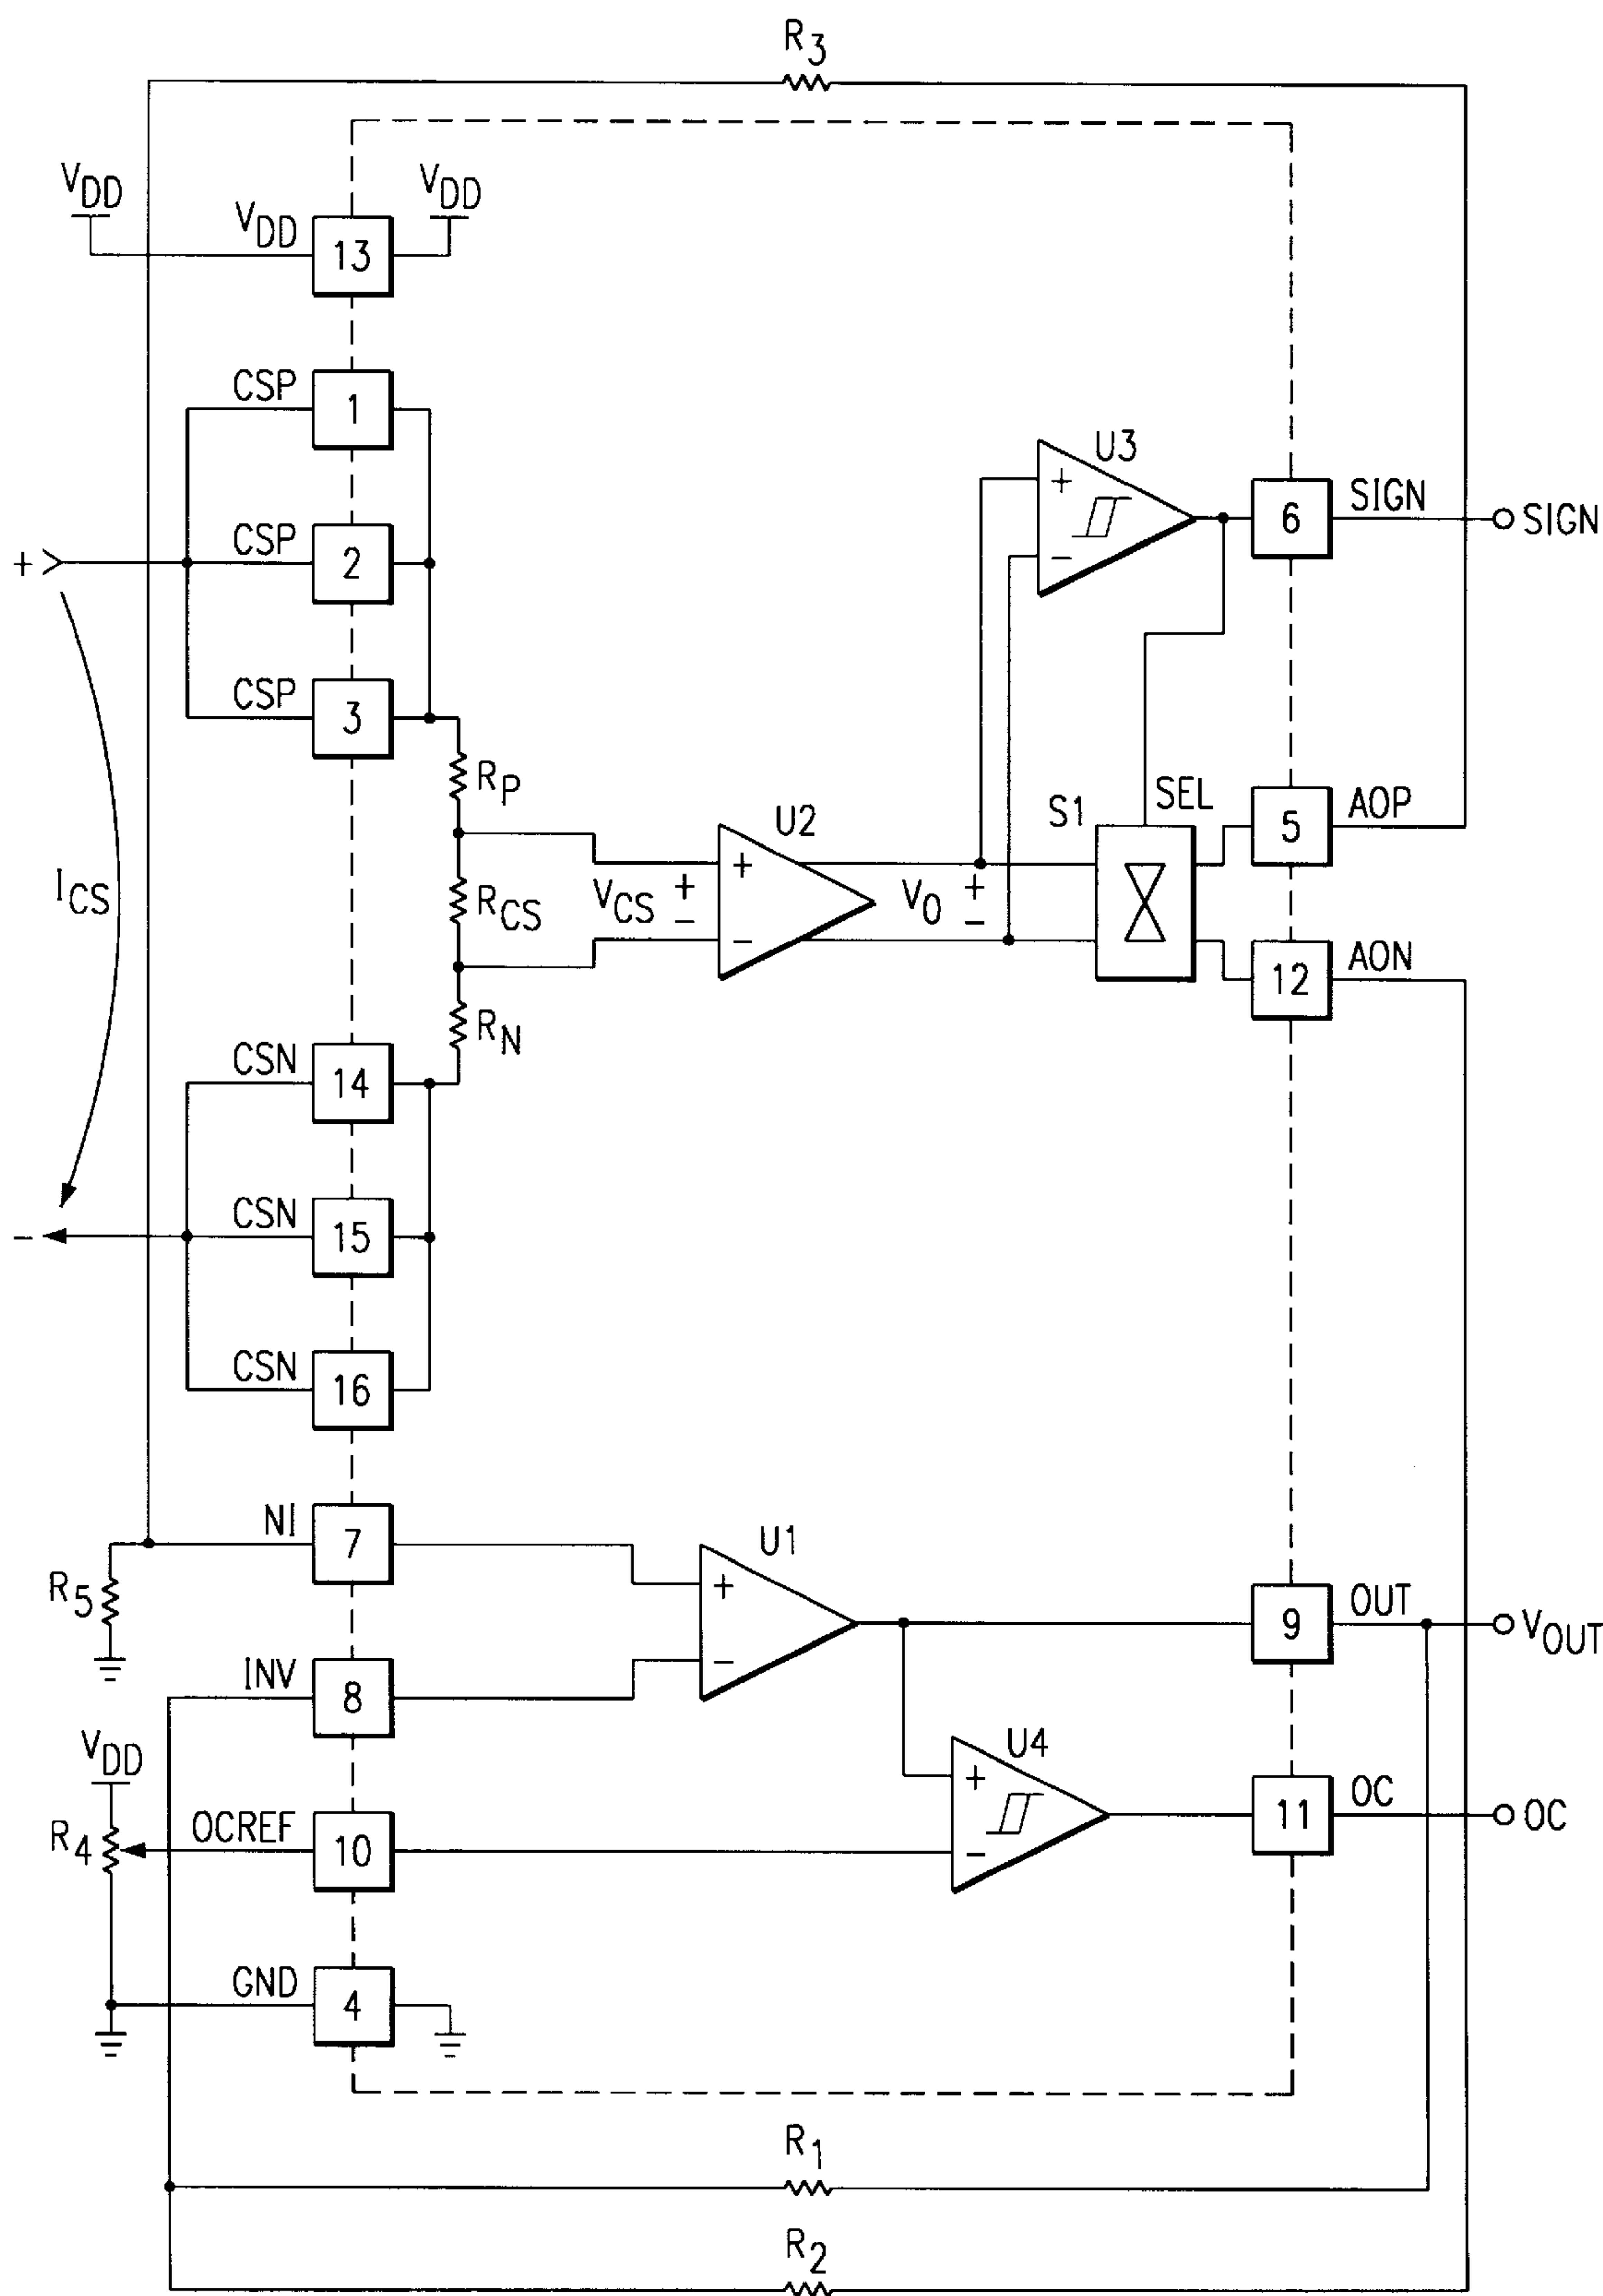 R3
VDD
VDD
VDD
13
CSP
1
U3
+
SIGN
6
SIGN
CSP
2
+
-
CSP
3
RP
SEL
AOP
S1
5
U2
+
ICS
RCS
VCS
+
-
VO
+
-
-
AON
12
RN
CSN
14
CSN
15
-
CSN
16
NI
7
U1
+
R5
OUT
9
VOUT
INV
8
-
VDD
U4
+
OC
11
OC
R4
OCREF
10
-
GND
4
R1
R2